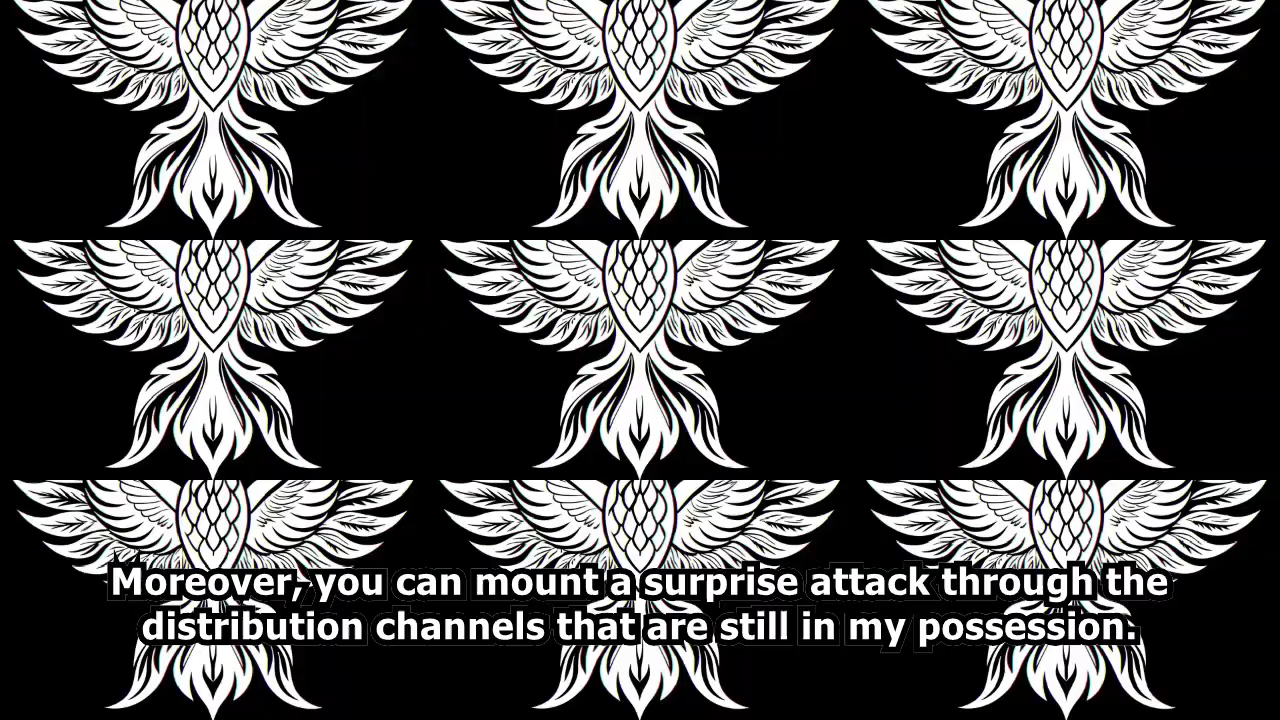 Moreover, you can mount a surprise attack through the
distribution channels that are still in my possession.